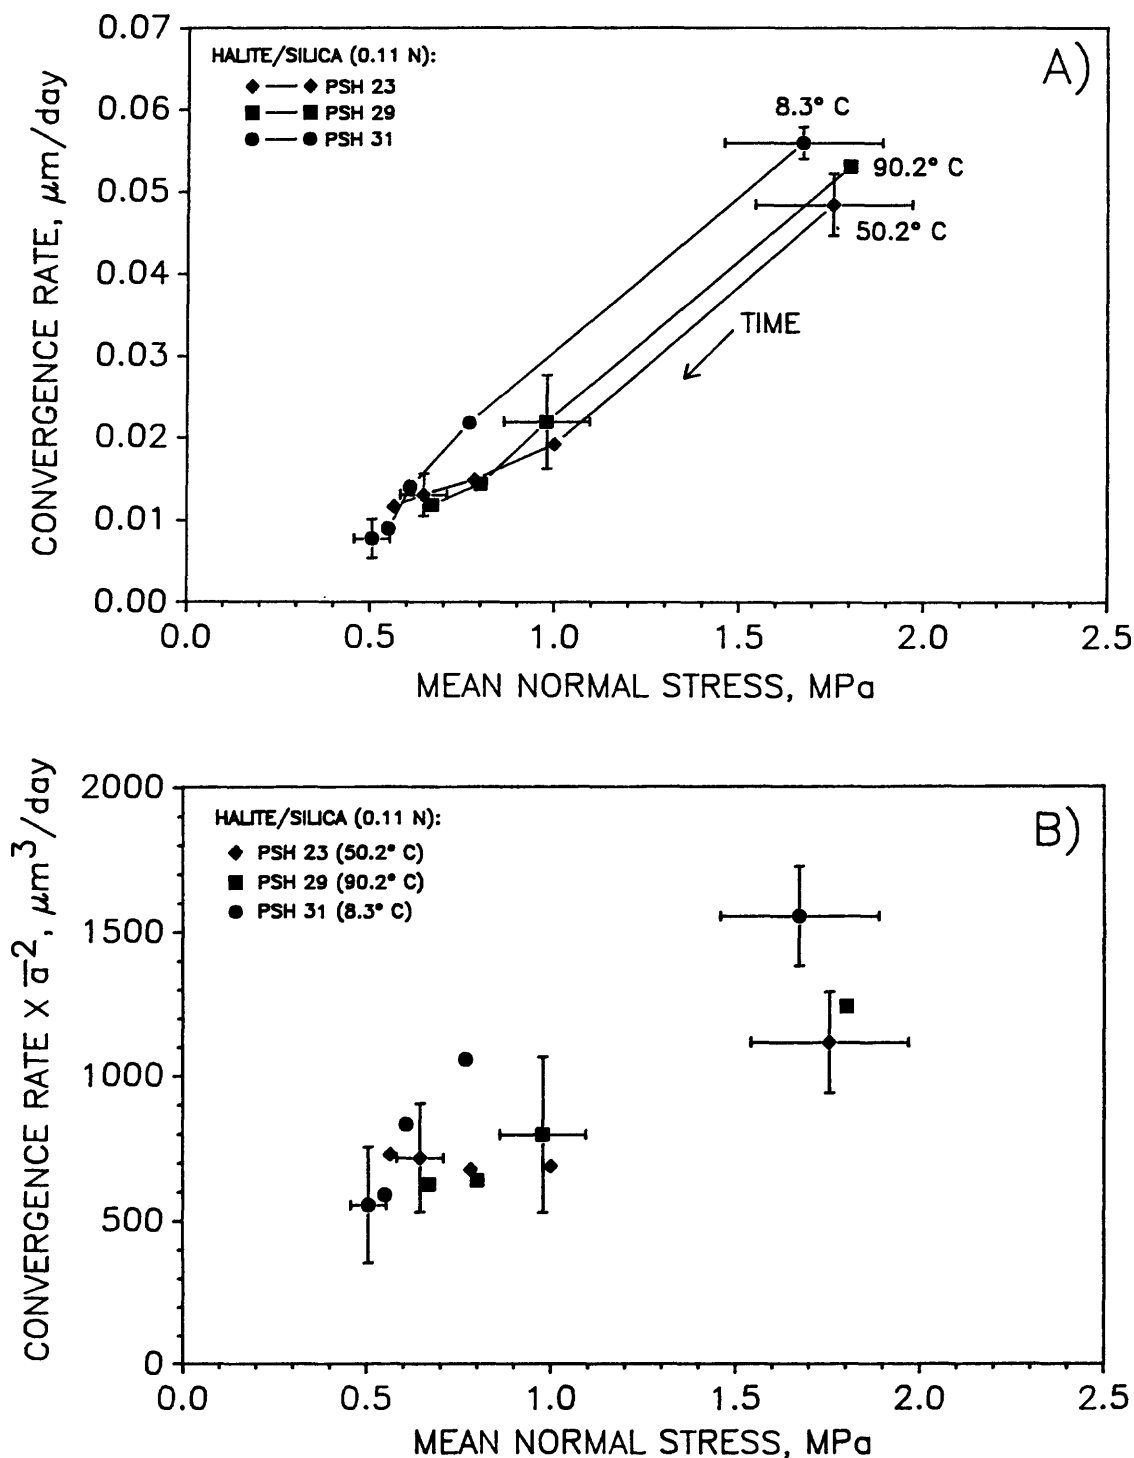 A)
HALITE/SILICA (0.11 N):
PSH 23
PSH 29
PSH 31
8.3° C
90.2° C
50.2° C
TIME
CONVERGENCE RATE, μm/day
0.07
0.06
0.05
0.04
0.03
0.02
0.01
0.00
0.0 0.5 1.0 1.5 2.0 2.5
MEAN NORMAL STRESS, MPa
B)
HALITE/SILICA (0.11 N):
PSH 23 (50.2° C)
PSH 29 (90.2° C)
PSH 31 (8.3° C)
CONVERGENCE RATE X a̅², μm³/day
2000
1500
1000
500
0
0.0 0.5 1.0 1.5 2.0 2.5
MEAN NORMAL STRESS, MPa